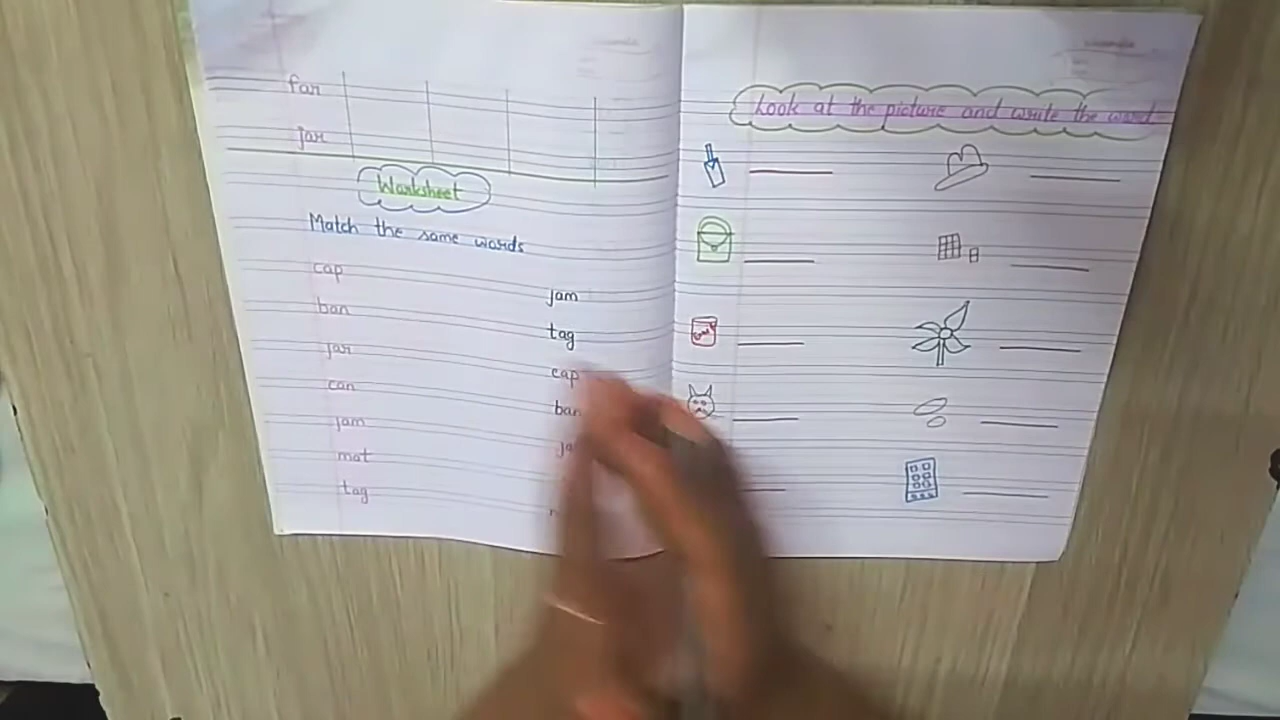 far
jar
Worksheet
Match the same words
cap
jam
ban
tag
jar
cap
can
ban
jam
mat
tag
Look at the picture and write the word